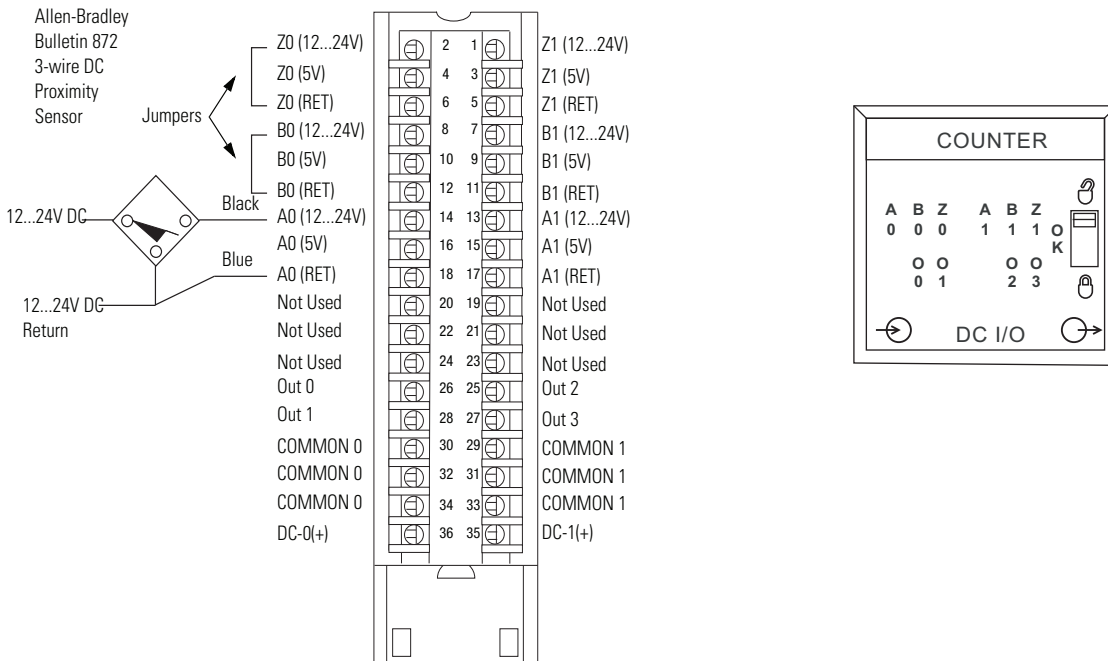 Allen-Bradley
Bulletin 872
3-wire DC
Proximity
Sensor
Jumpers
Black
12...24V DC
Blue
12...24V DC
Return
Z0 (12...24V) 2 1 Z1 (12...24V)
Z0 (5V) 4 3 Z1 (5V)
Z0 (RET) 6 5 Z1 (RET)
B0 (12...24V) 8 7 B1 (12...24V)
B0 (5V) 10 9 B1 (5V)
B0 (RET) 12 11 B1 (RET)
A0 (12...24V) 14 13 A1 (12...24V)
A0 (5V) 16 15 A1 (5V)
A0 (RET) 18 17 A1 (RET)
Not Used 20 19 Not Used
Not Used 22 21 Not Used
Not Used 24 23 Not Used
Out 0 26 25 Out 2
Out 1 28 27 Out 3
COMMON 0 30 29 COMMON 1
COMMON 0 32 31 COMMON 1
COMMON 0 34 33 COMMON 1
DC-0(+) 36 35 DC-1(+)
COUNTER
A B Z A B Z
0 0 0 1 1 1 O
K
O O O O
0 1 2 3
DC I/O